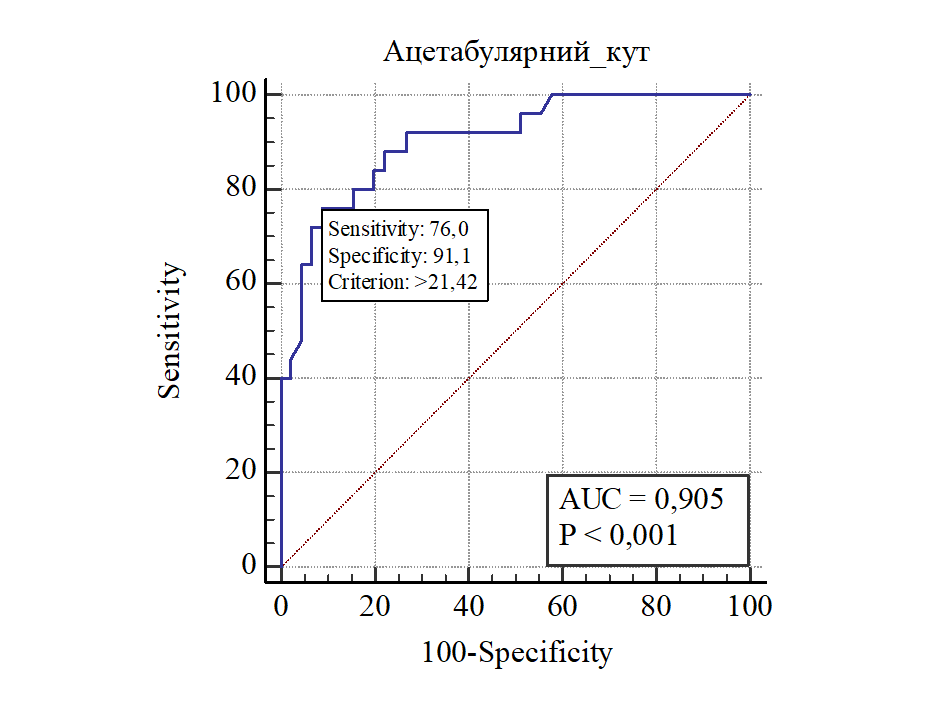 Ацетабулярний_кут
100
80
60
40
20
0
Sensitivity
Sensitivity: 76,0
Specificity: 91,1
Criterion: >21,42
AUC = 0,905
P < 0,001
0 20 40 60 80 100
100-Specificity